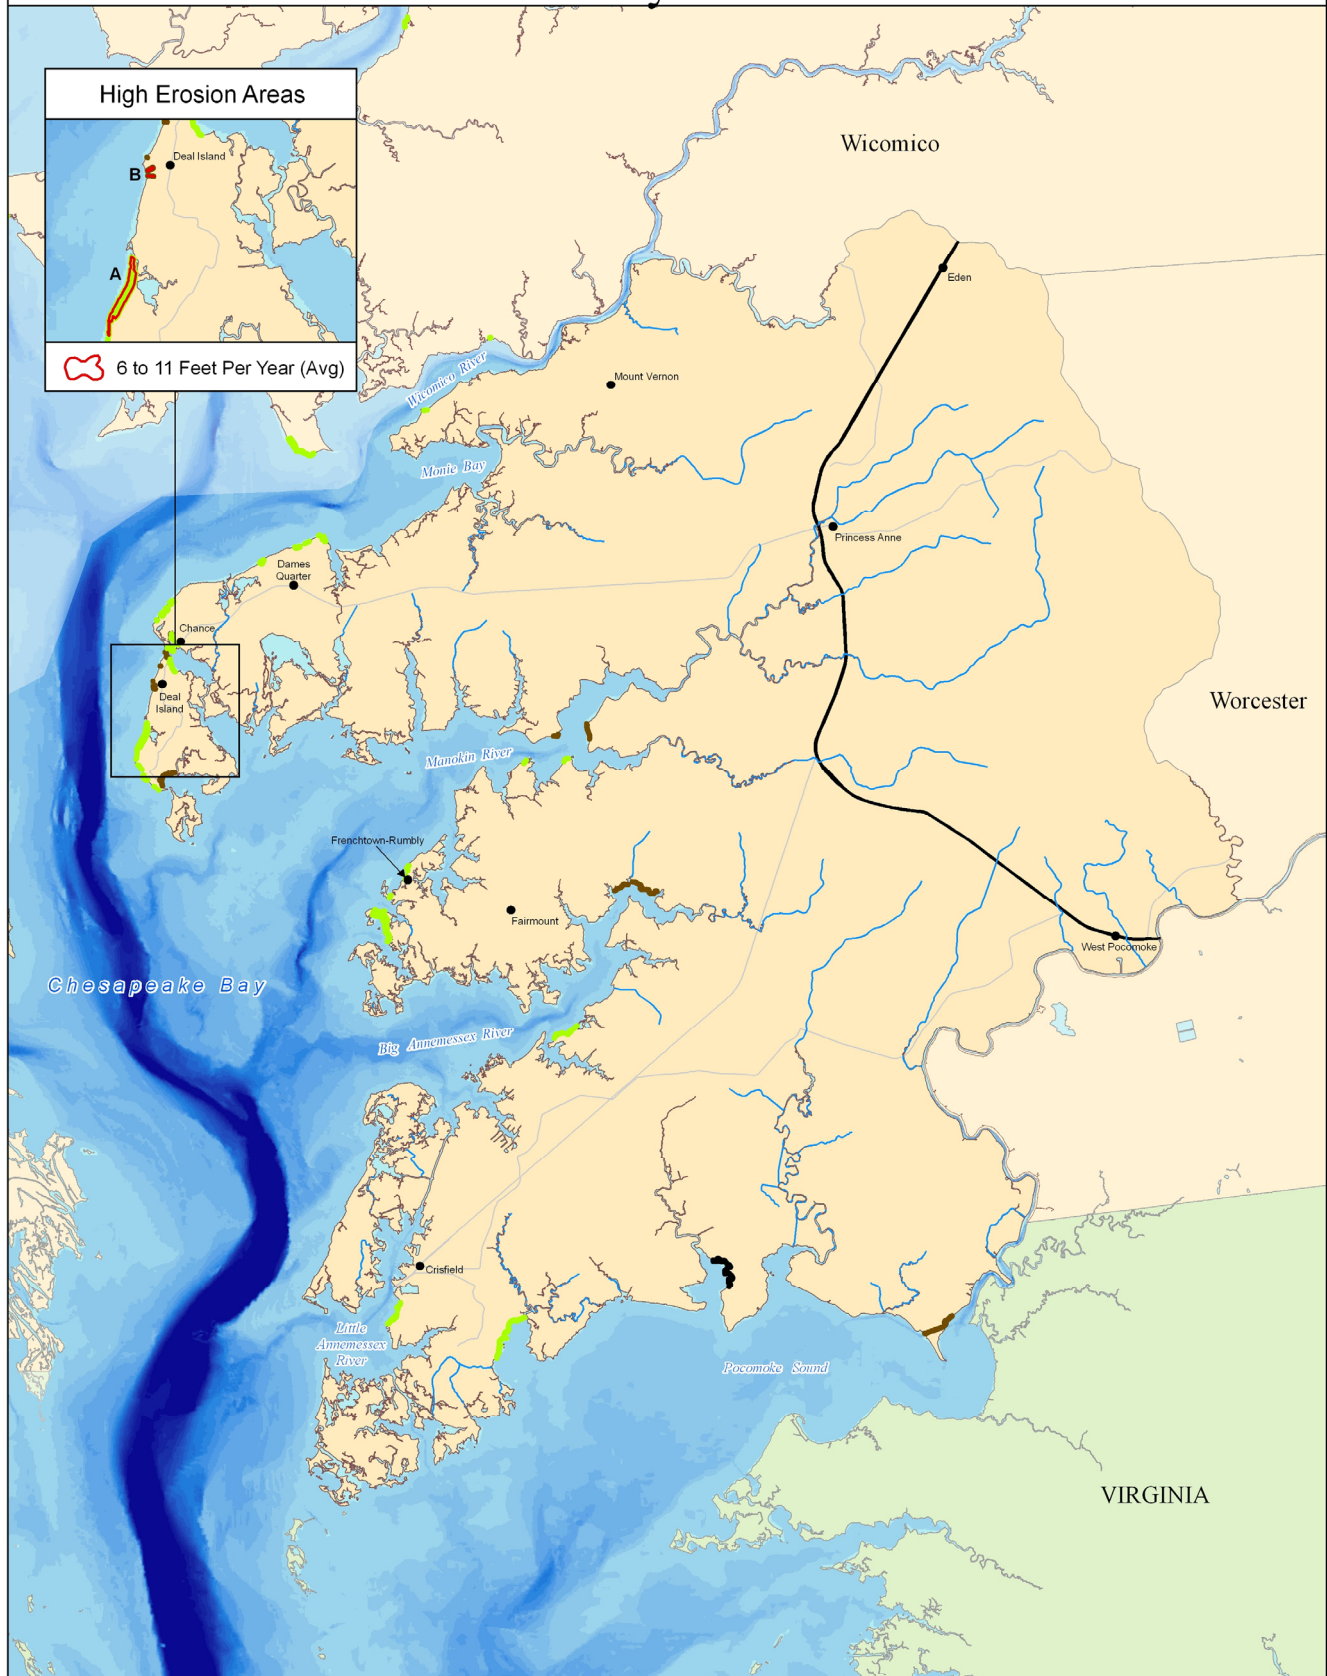 High Erosion Areas
Deal Island
B
A
6 to 11 Feet Per Year (Avg)
Wicomico
Eden
Wicomico River
Mount Vernon
Monie Bay
Princess Anne
Dames
Quarter
Chance
Deal
Island
Worcester
Manokin River
Frenchtown-Rumbly
Fairmount
West Pocomoke
Chesapeake Bay
Big Annemessex River
Crisfield
Little
Annemessex
River
Pocomoke Sound
VIRGINIA